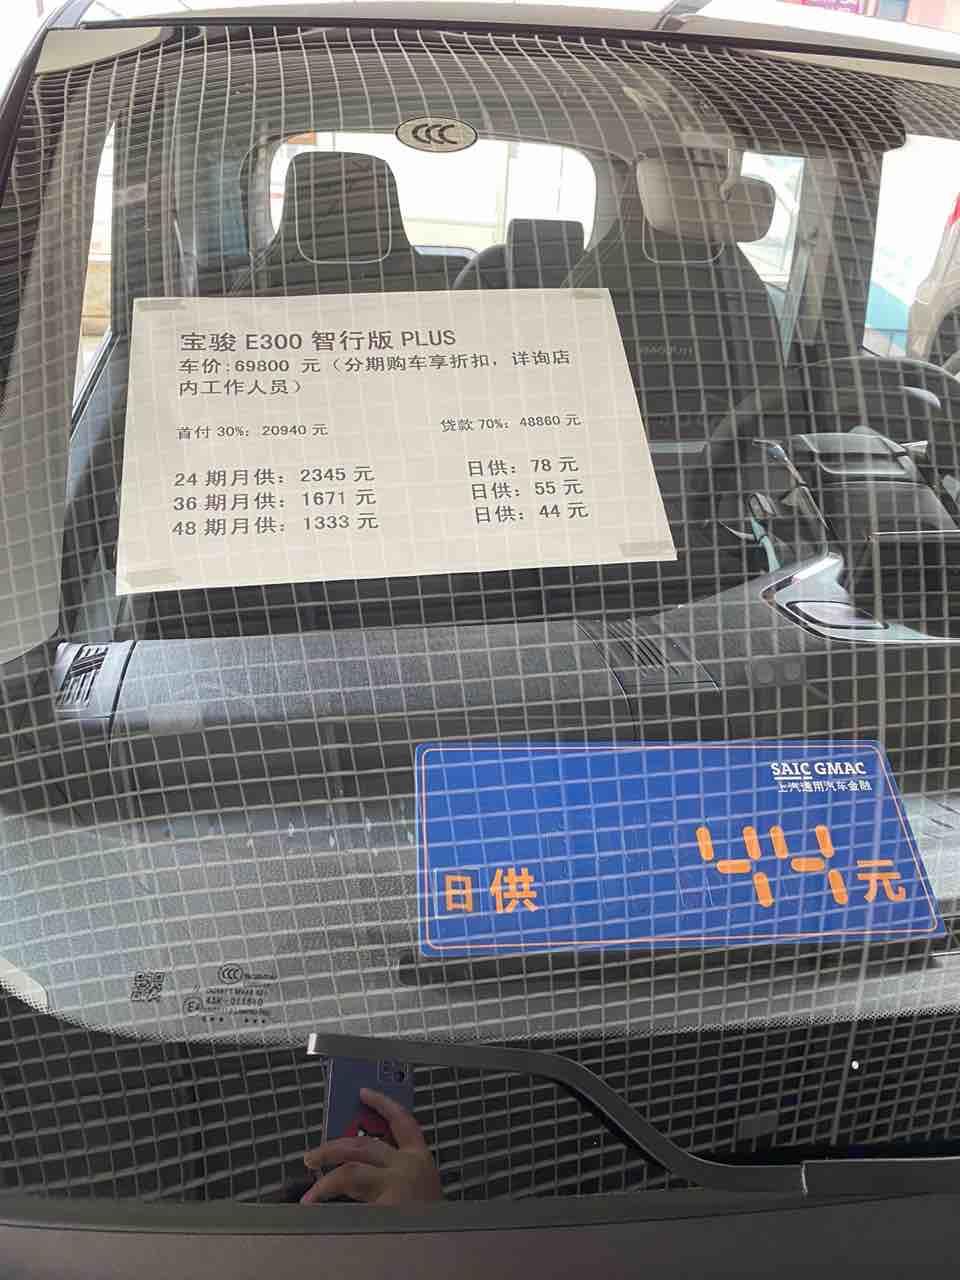 宝骏 E300 智行版 PLUS
车价:69800 元（分期购车享折扣，详询店
内工作人员）
首付 30%: 20940 元
贷款 70%: 48860 元
24 期月供: 2345 元
日供: 78 元
36 期月供: 1671 元
日供: 55 元
48 期月供: 1333 元
日供: 44 元
SAIC GMAC
上汽通用汽车金融
日供
44元